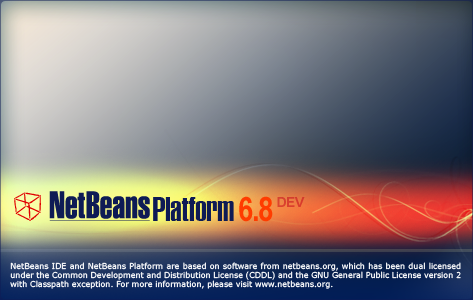 NetBeans Platform 6.8 DEV
NetBeans IDE and NetBeans Platform are based on software from netbeans.org, which has been dual licensed
under the Common Development and Distribution License (CDDL) and the GNU General Public License version 2
with Classpath exception. For more information, please visit www.netbeans.org.